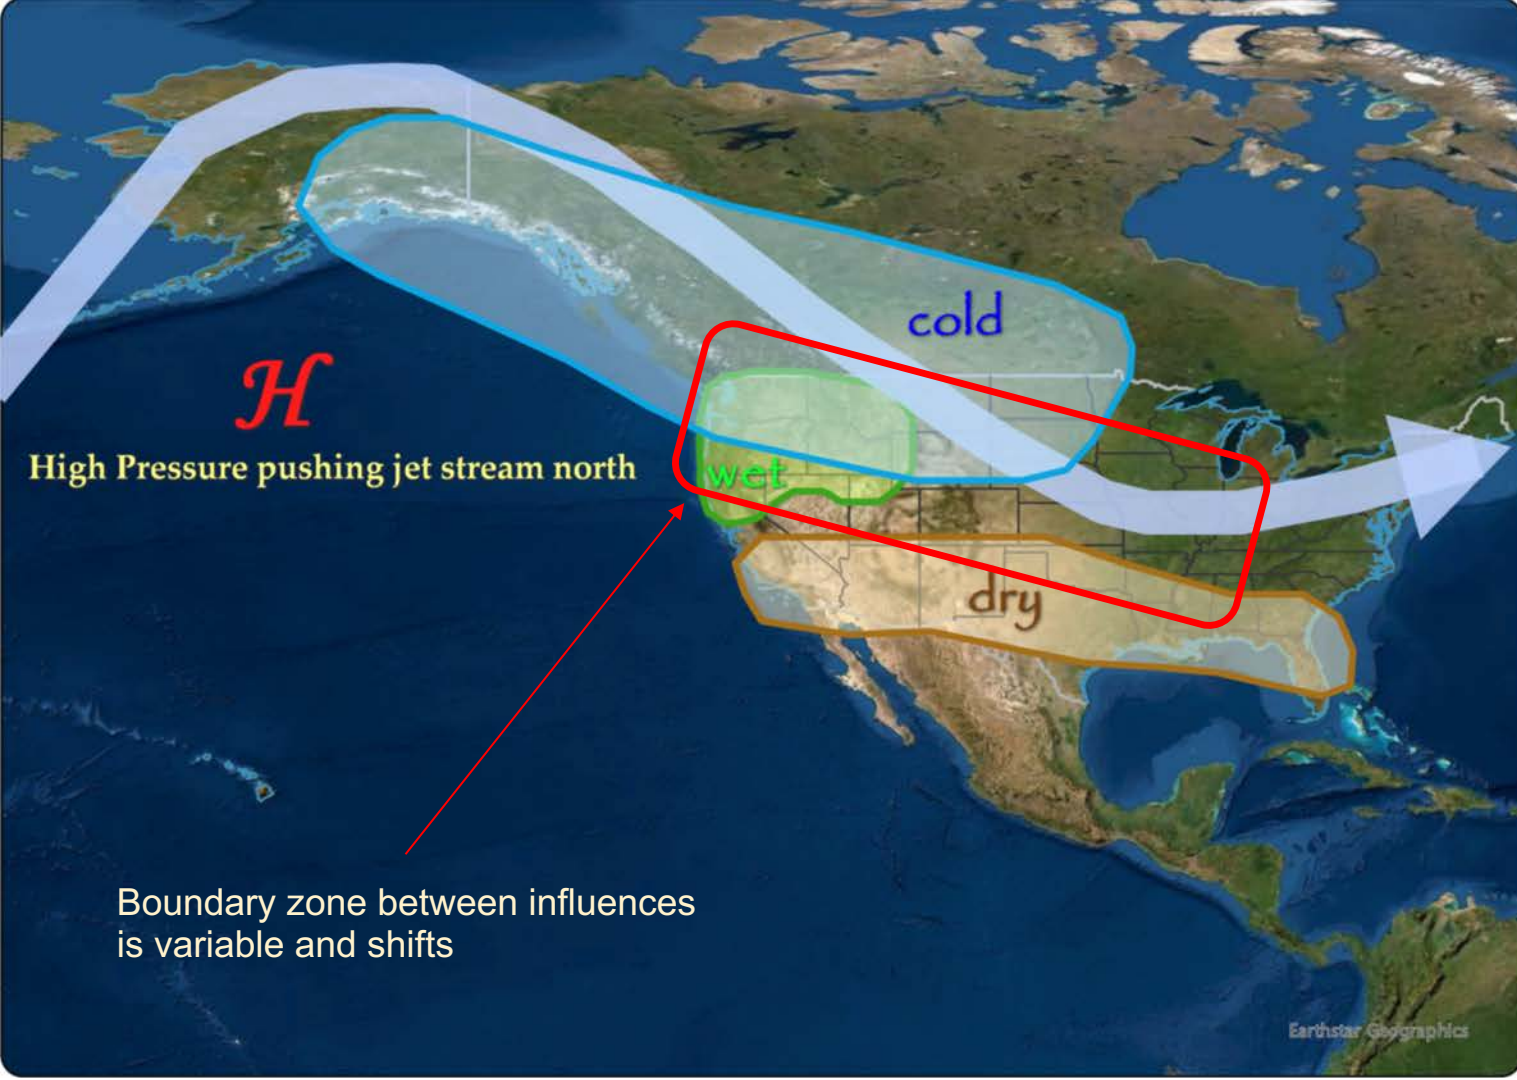 cold
H
High Pressure pushing jet stream north
wet
dry
Boundary zone between influences
is variable and shifts
Earthstar Geographics